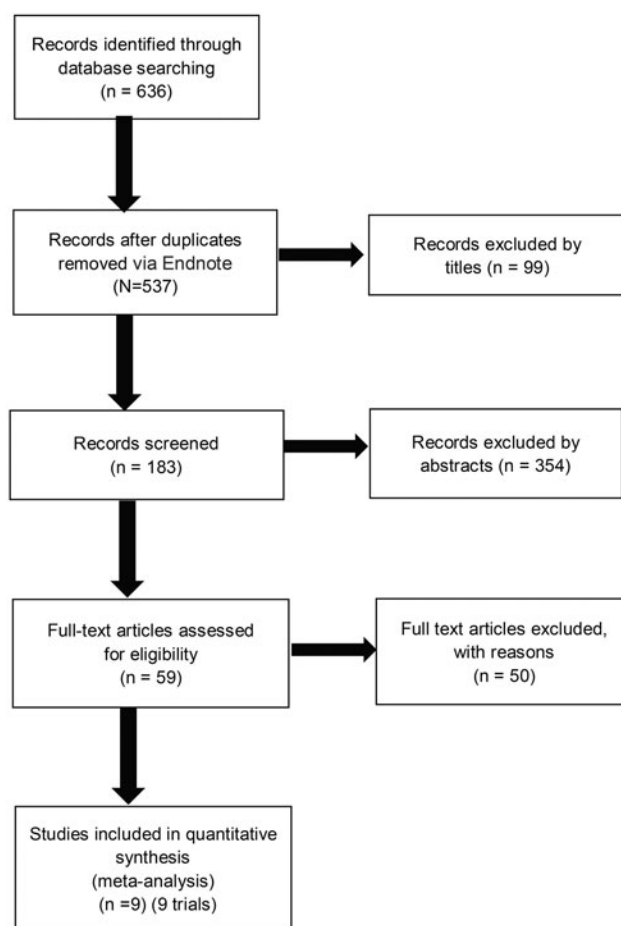 Records identified through
database searching
(n = 636)
Records after duplicates
removed via Endnote
(N=537)
Records excluded by
titles (n = 99)
Records screened
(n = 183)
Records excluded by
abstracts (n = 354)
Full-text articles assessed
for eligibility
(n = 59)
Full text articles excluded,
with reasons
(n = 50)
Studies included in quantitative
synthesis
(meta-analysis)
(n =9) (9 trials)